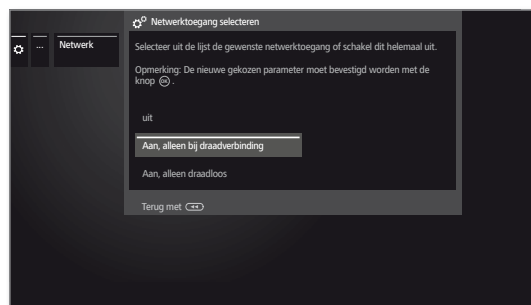 Netwerktoegang selecteren
... Netwerk
Selecteer uit de lijst de gewenste netwerktoegang of schakel dit helemaal uit.
Opmerking: De nieuwe gekozen parameter moet bevestigd worden met de
knop OK .
uit
Aan, alleen bij draadverbinding
Aan, alleen draadloos
Terug met